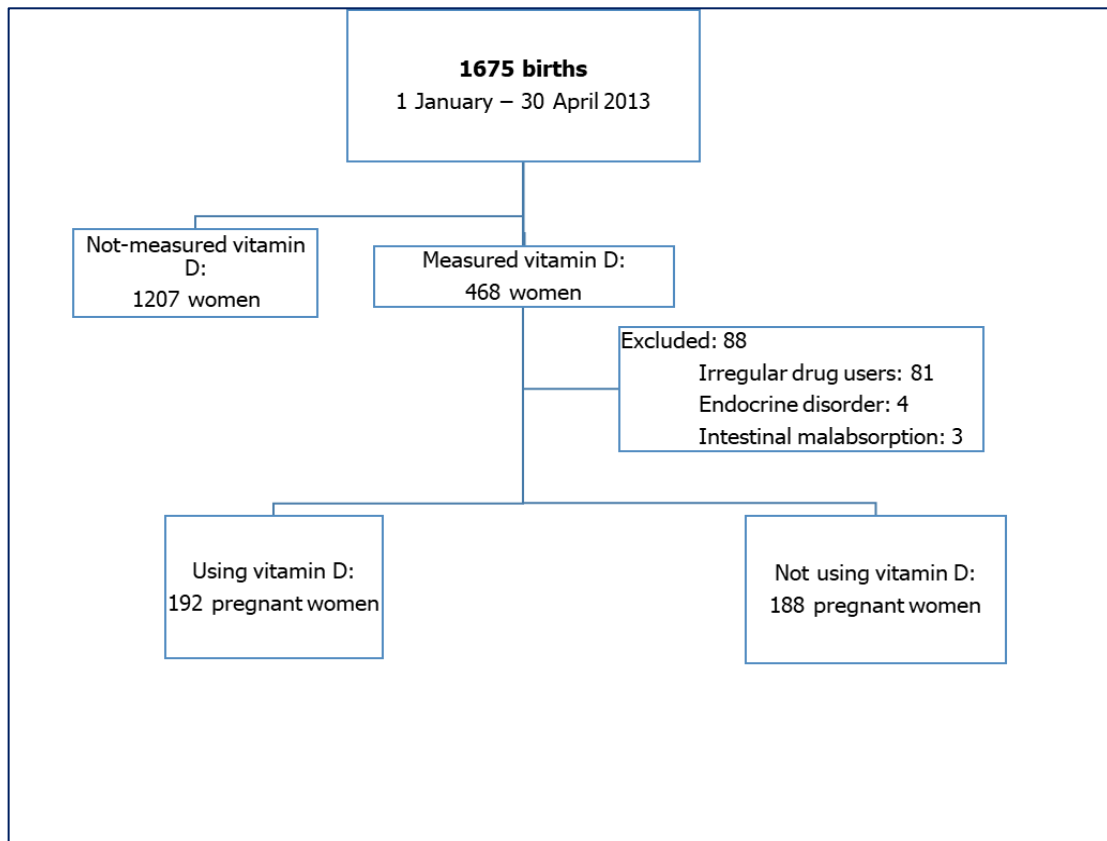 1675 births
1 January – 30 April 2013
Not-measured vitamin
D:
1207 women
Measured vitamin D:
468 women
Excluded: 88
Irregular drug users: 81
Endocrine disorder: 4
Intestinal malabsorption: 3
Using vitamin D:
192 pregnant women
Not using vitamin D:
188 pregnant women